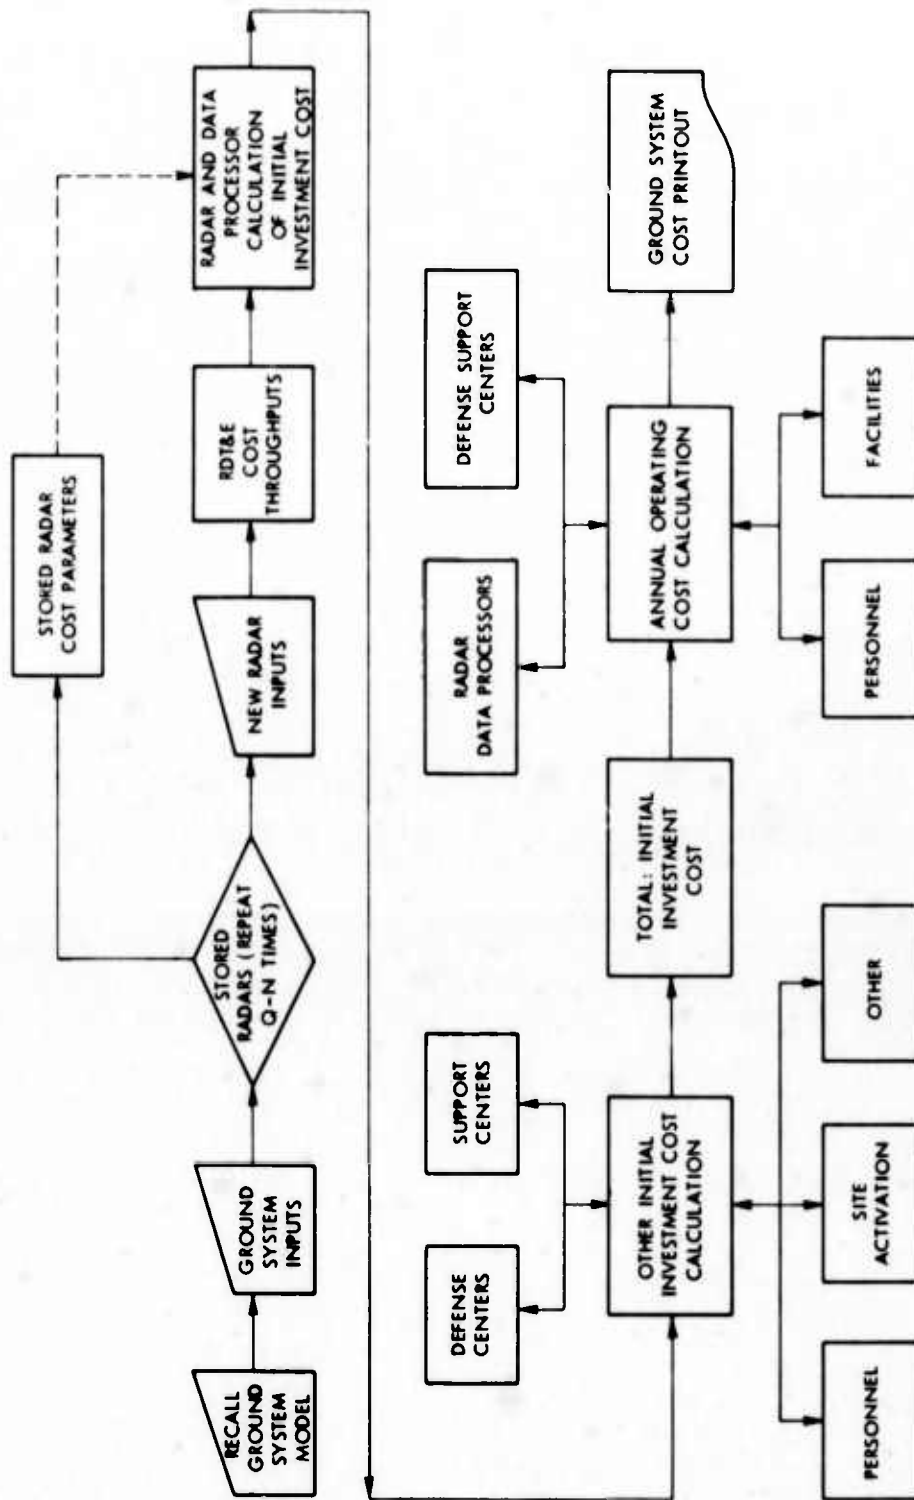 RECALL
GROUND
SYSTEM
MODEL
GROUND
SYSTEM
INPUTS
STORED
RADARS (REPEAT
Q-N TIMES)
STORED RADAR
COST PARAMETERS
NEW RADAR
INPUTS
RDT&E
COST
THROUGHPUTS
RADAR AND DATA
PROCESSOR
CALCULATION
OF INITIAL
INVESTMENT COST
DEFENSE
CENTERS
SUPPORT
CENTERS
OTHER INITIAL
INVESTMENT COST
CALCULATION
PERSONNEL
SITE
ACTIVATION
OTHER
TOTAL: INITIAL
INVESTMENT
COST
RADAR
DATA PROCESSORS
DEFENSE SUPPORT
CENTERS
ANNUAL OPERATING
COST CALCULATION
PERSONNEL
FACILITIES
GROUND SYSTEM
COST PRINTOUT